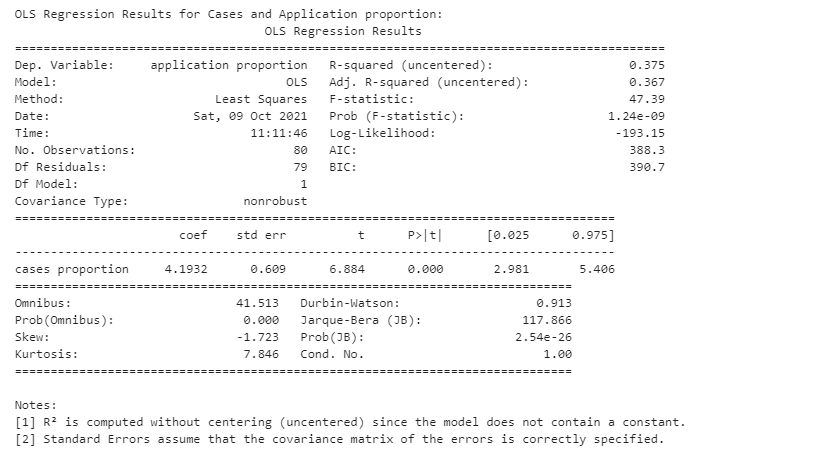 OLS Regression Results for Cases and Application proportion:
OLS Regression Results
==============================================================================================
Dep. Variable: application proportion R-squared (uncentered): 0.375
Model: OLS Adj. R-squared (uncentered): 0.367
Method: Least Squares F-statistic: 47.39
Date: Sat, 09 Oct 2021 Prob (F-statistic): 1.24e-09
Time: 11:11:46 Log-Likelihood: -193.15
No. Observations: 80 AIC: 388.3
Df Residuals: 79 BIC: 390.7
Df Model: 1
Covariance Type: nonrobust
=====================================================================================
coef std err t P>|t| [0.025 0.975]
-------------------------------------------------------------------------------------
cases proportion 4.1932 0.609 6.884 0.000 2.981 5.406
==============================================================================
Omnibus: 41.513 Durbin-Watson: 0.913
Prob(Omnibus): 0.000 Jarque-Bera (JB): 117.866
Skew: -1.723 Prob(JB): 2.54e-26
Kurtosis: 7.846 Cond. No. 1.00
==============================================================================
Notes:
[1] R² is computed without centering (uncentered) since the model does not contain a constant.
[2] Standard Errors assume that the covariance matrix of the errors is correctly specified.